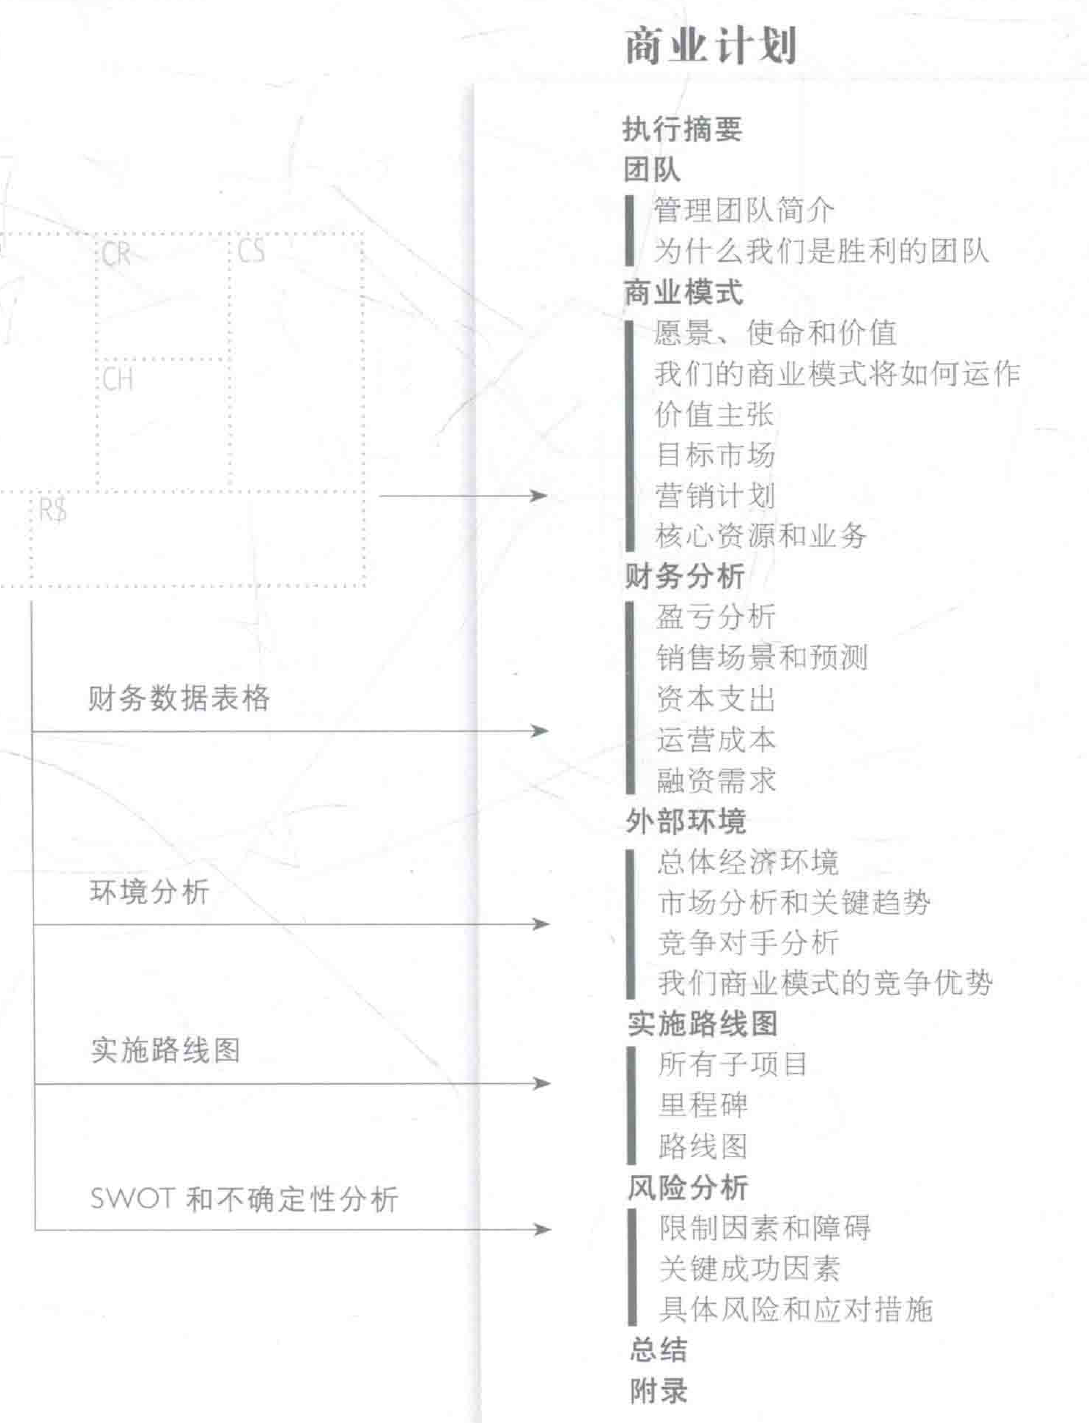 商业计划
执行摘要
团队
管理团队简介
为什么我们是胜利的团队
商业模式
愿景、使命和价值
我们的商业模式将如何运作
价值主张
目标市场
营销计划
核心资源和业务
财务分析
盈亏分析
销售场景和预测
资本支出
运营成本
融资需求
外部环境
总体经济环境
市场分析和关键趋势
竞争对手分析
我们商业模式的竞争优势
实施路线图
所有子项目
里程碑
路线图
风险分析
限制因素和障碍
关键成功因素
具体风险和应对措施
总结
附录
CR
CS
CH
R$
财务数据表格
环境分析
实施路线图
SWOT 和不确定性分析